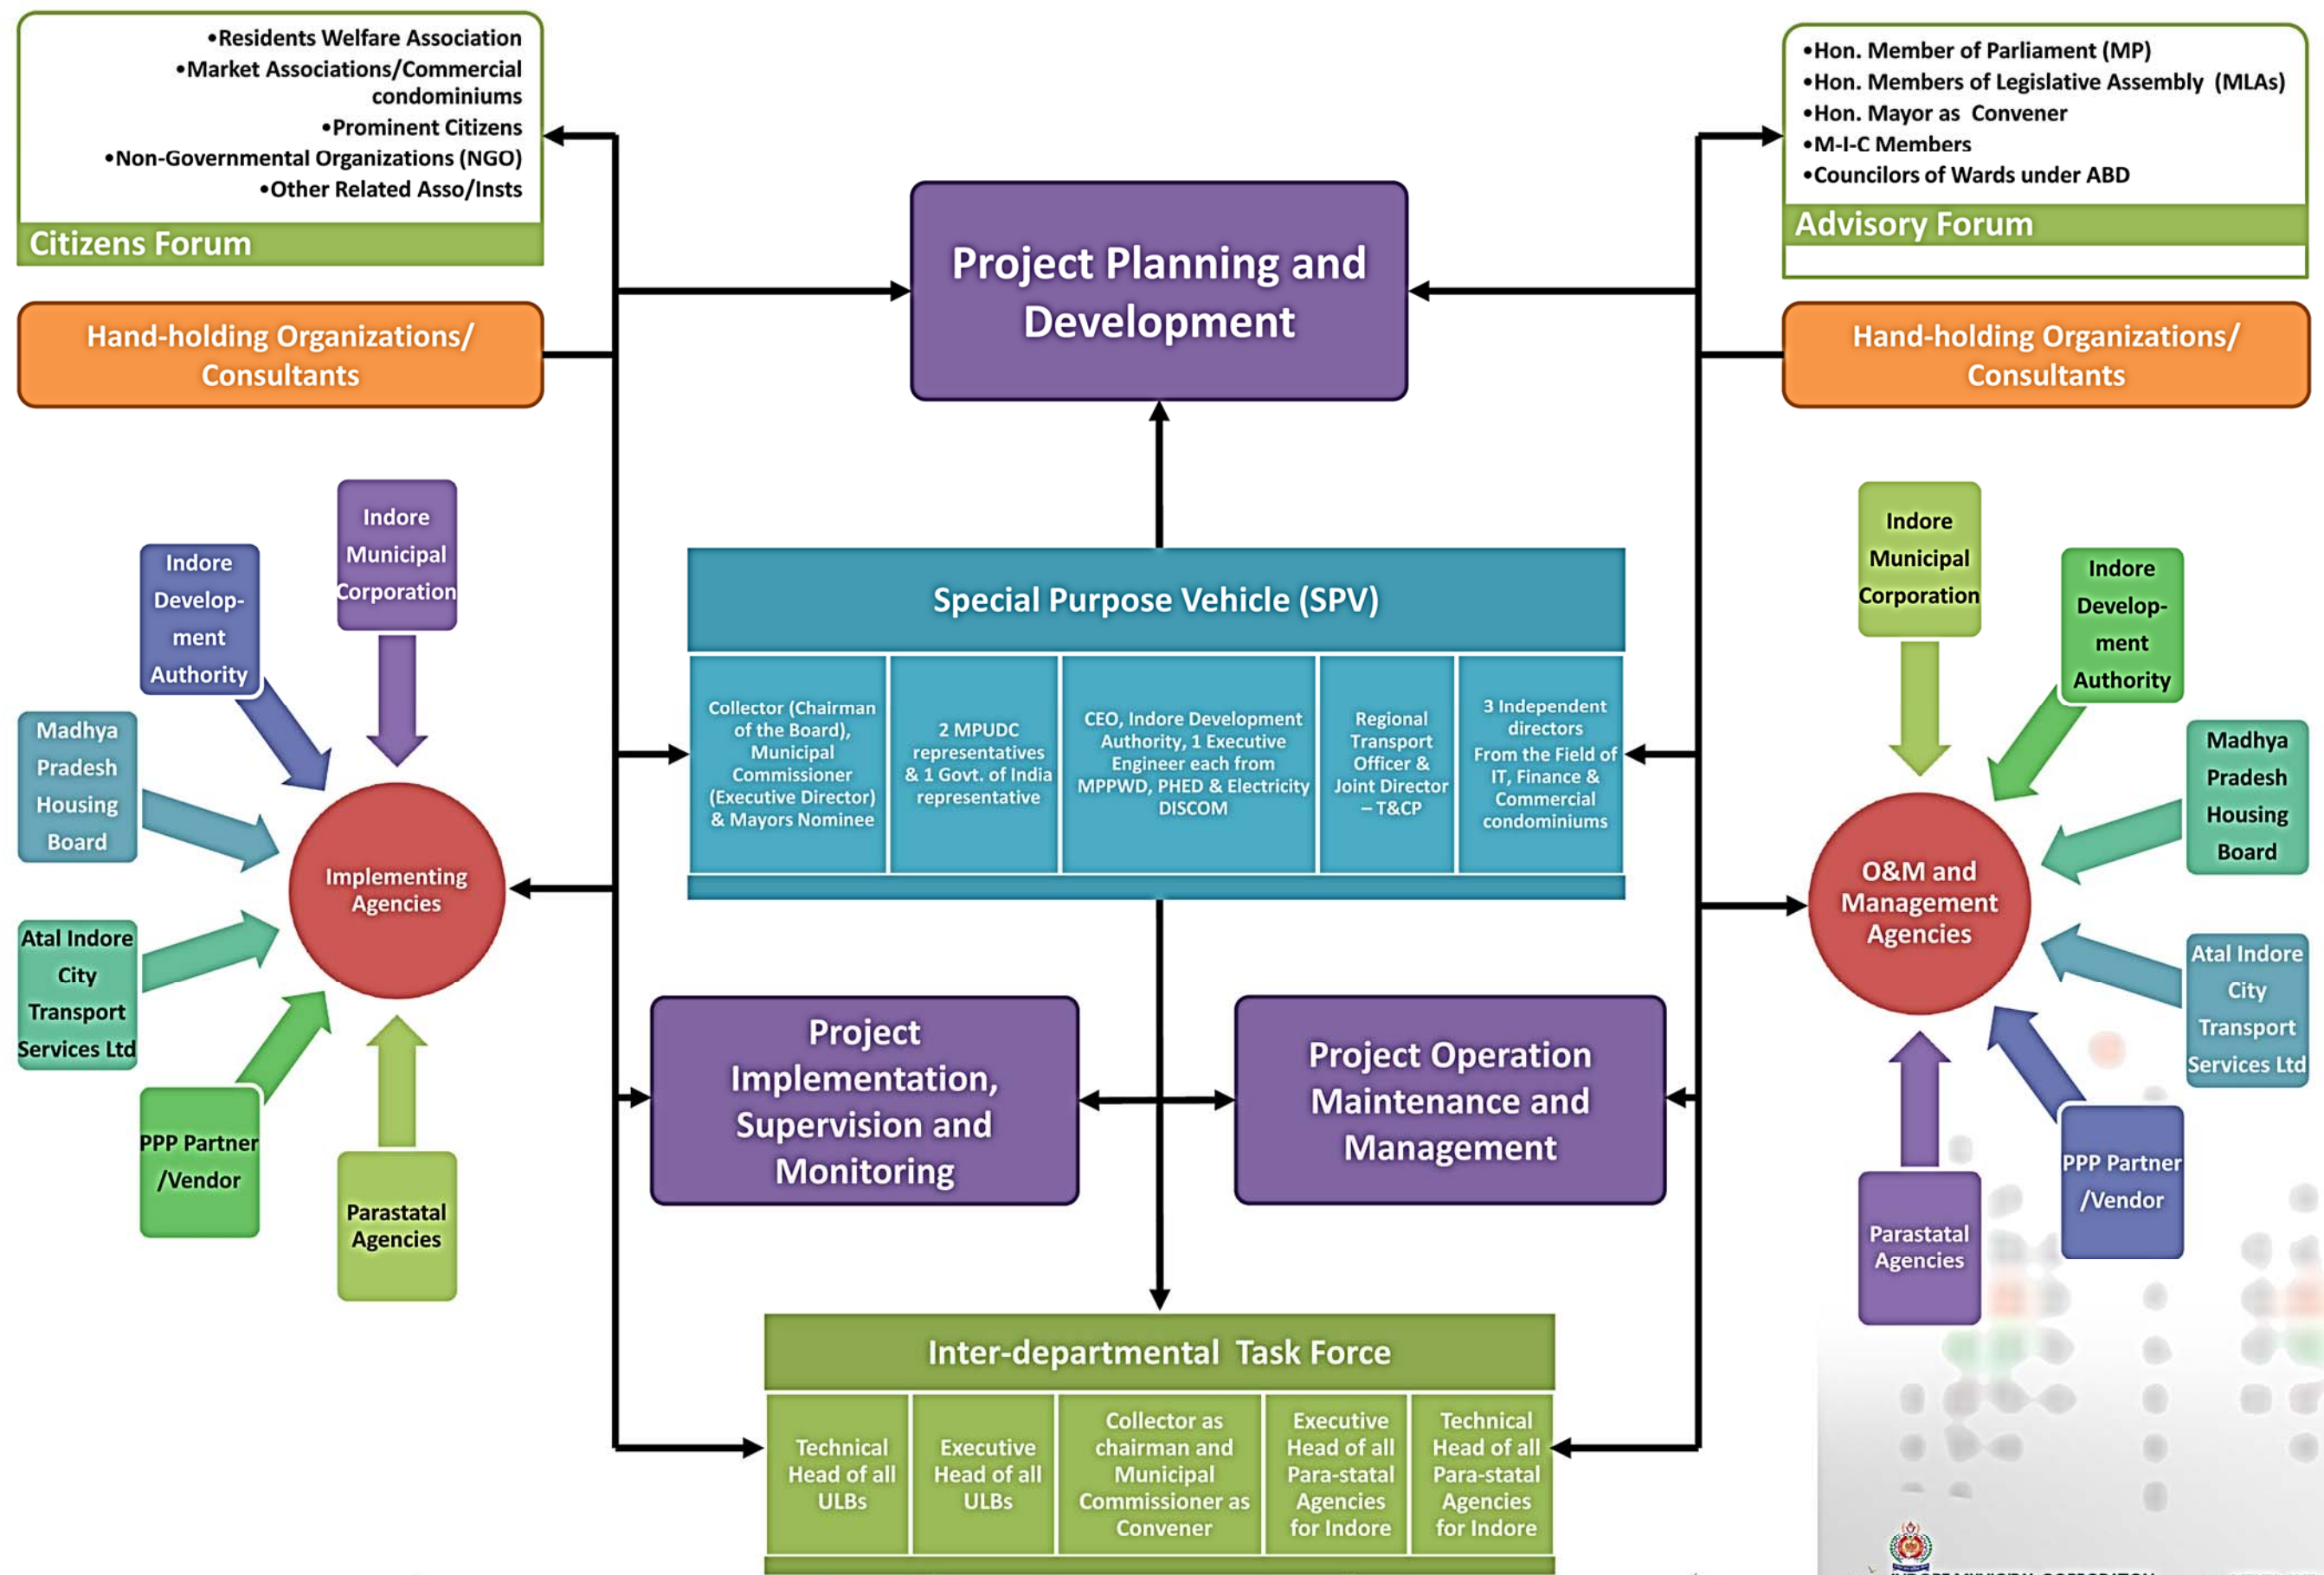 •Residents Welfare Association
•Market Associations/Commercial
condominiums
•Prominent Citizens
•Non-Governmental Organizations (NGO)
•Other Related Asso/Insts
Citizens Forum
•Hon. Member of Parliament (MP)
•Hon. Members of Legislative Assembly (MLAs)
•Hon. Mayor as Convener
•M-I-C Members
•Councilors of Wards under ABD
Advisory Forum
Project Planning and
Development
Hand-holding Organizations/
Consultants
Hand-holding Organizations/
Consultants
Indore
Municipal
Corporation
Indore
Develop-
ment
Authority
Madhya
Pradesh
Housing
Board
Atal Indore
City
Transport
Services Ltd
PPP Partner
/Vendor
Parastatal
Agencies
Implementing
Agencies
Special Purpose Vehicle (SPV)
Collector (Chairman
of the Board),
Municipal
Commissioner
(Executive Director)
& Mayors Nominee
2 MPUDC
representatives
& 1 Govt. of India
representative
CEO, Indore Development
Authority, 1 Executive
Engineer each from
MPPWD, PHED & Electricity
DISCOM
Regional
Transport
Officer &
Joint Director
– T&CP
3 Independent
directors
From the Field of
IT, Finance &
Commercial
condominiums
Indore
Municipal
Corporation
Indore
Develop-
ment
Authority
Madhya
Pradesh
Housing
Board
Atal Indore
City
Transport
Services Ltd
PPP Partner
/Vendor
Parastatal
Agencies
O&M and
Management
Agencies
Project
Implementation,
Supervision and
Monitoring
Project Operation
Maintenance and
Management
Inter-departmental Task Force
Technical
Head of all
ULBs
Executive
Head of all
ULBs
Collector as
chairman and
Municipal
Commissioner as
Convener
Executive
Head of all
Para-statal
Agencies
for Indore
Technical
Head of all
Para-statal
Agencies
for Indore
INDORE MUNICIPAL CORPORATION